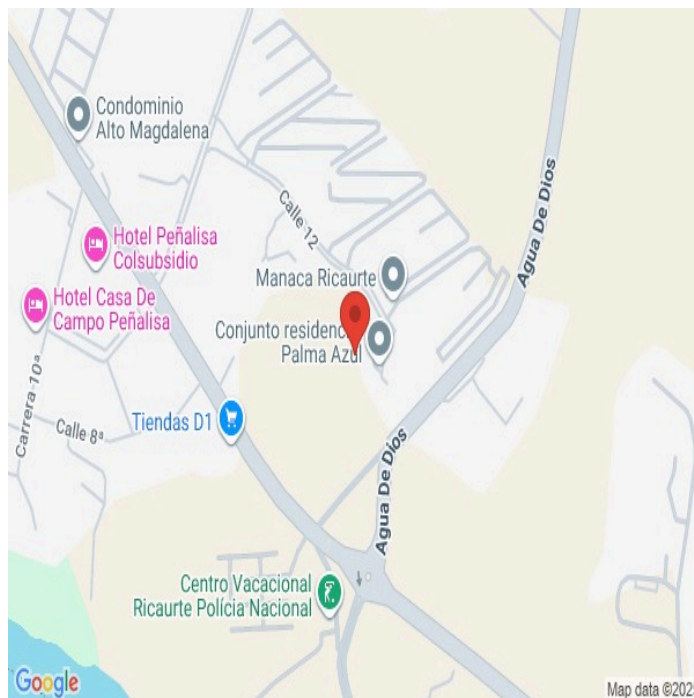 Condominio
Alto Magdalena
Hotel Peñalisa
Colsubsidio
Calle 12
Agua De Dios
Manaca Ricaurte
Hotel Casa De
Campo Peñalisa
Conjunto residenci
Palma Azul
Carrera 10ª
Calle 8ª
Tiendas D1
Agua De Dios
Centro Vacacional
Ricaurte Polícia Nacional
Google
Map data ©202